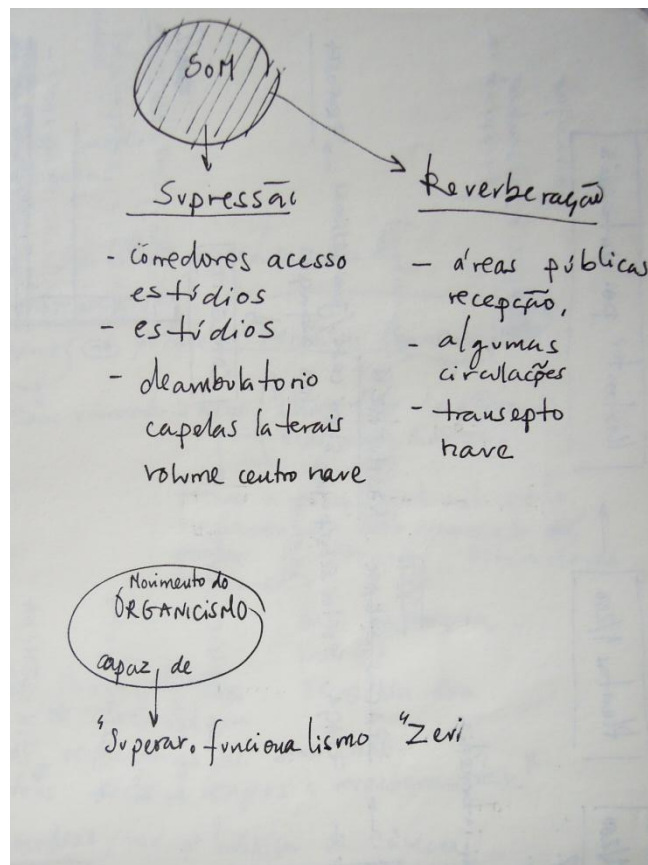 SOM
Supressão
- corredores acesso
estúdios
- estúdios
- deambulatorio
capelas laterais
volume centro nave
Reverberação
- áreas públicas
recepção,
- algumas
circulações
- transepto
nave
Movimento do
ORGANICISMO
capaz de
"Superar funcionalismo" Zevi